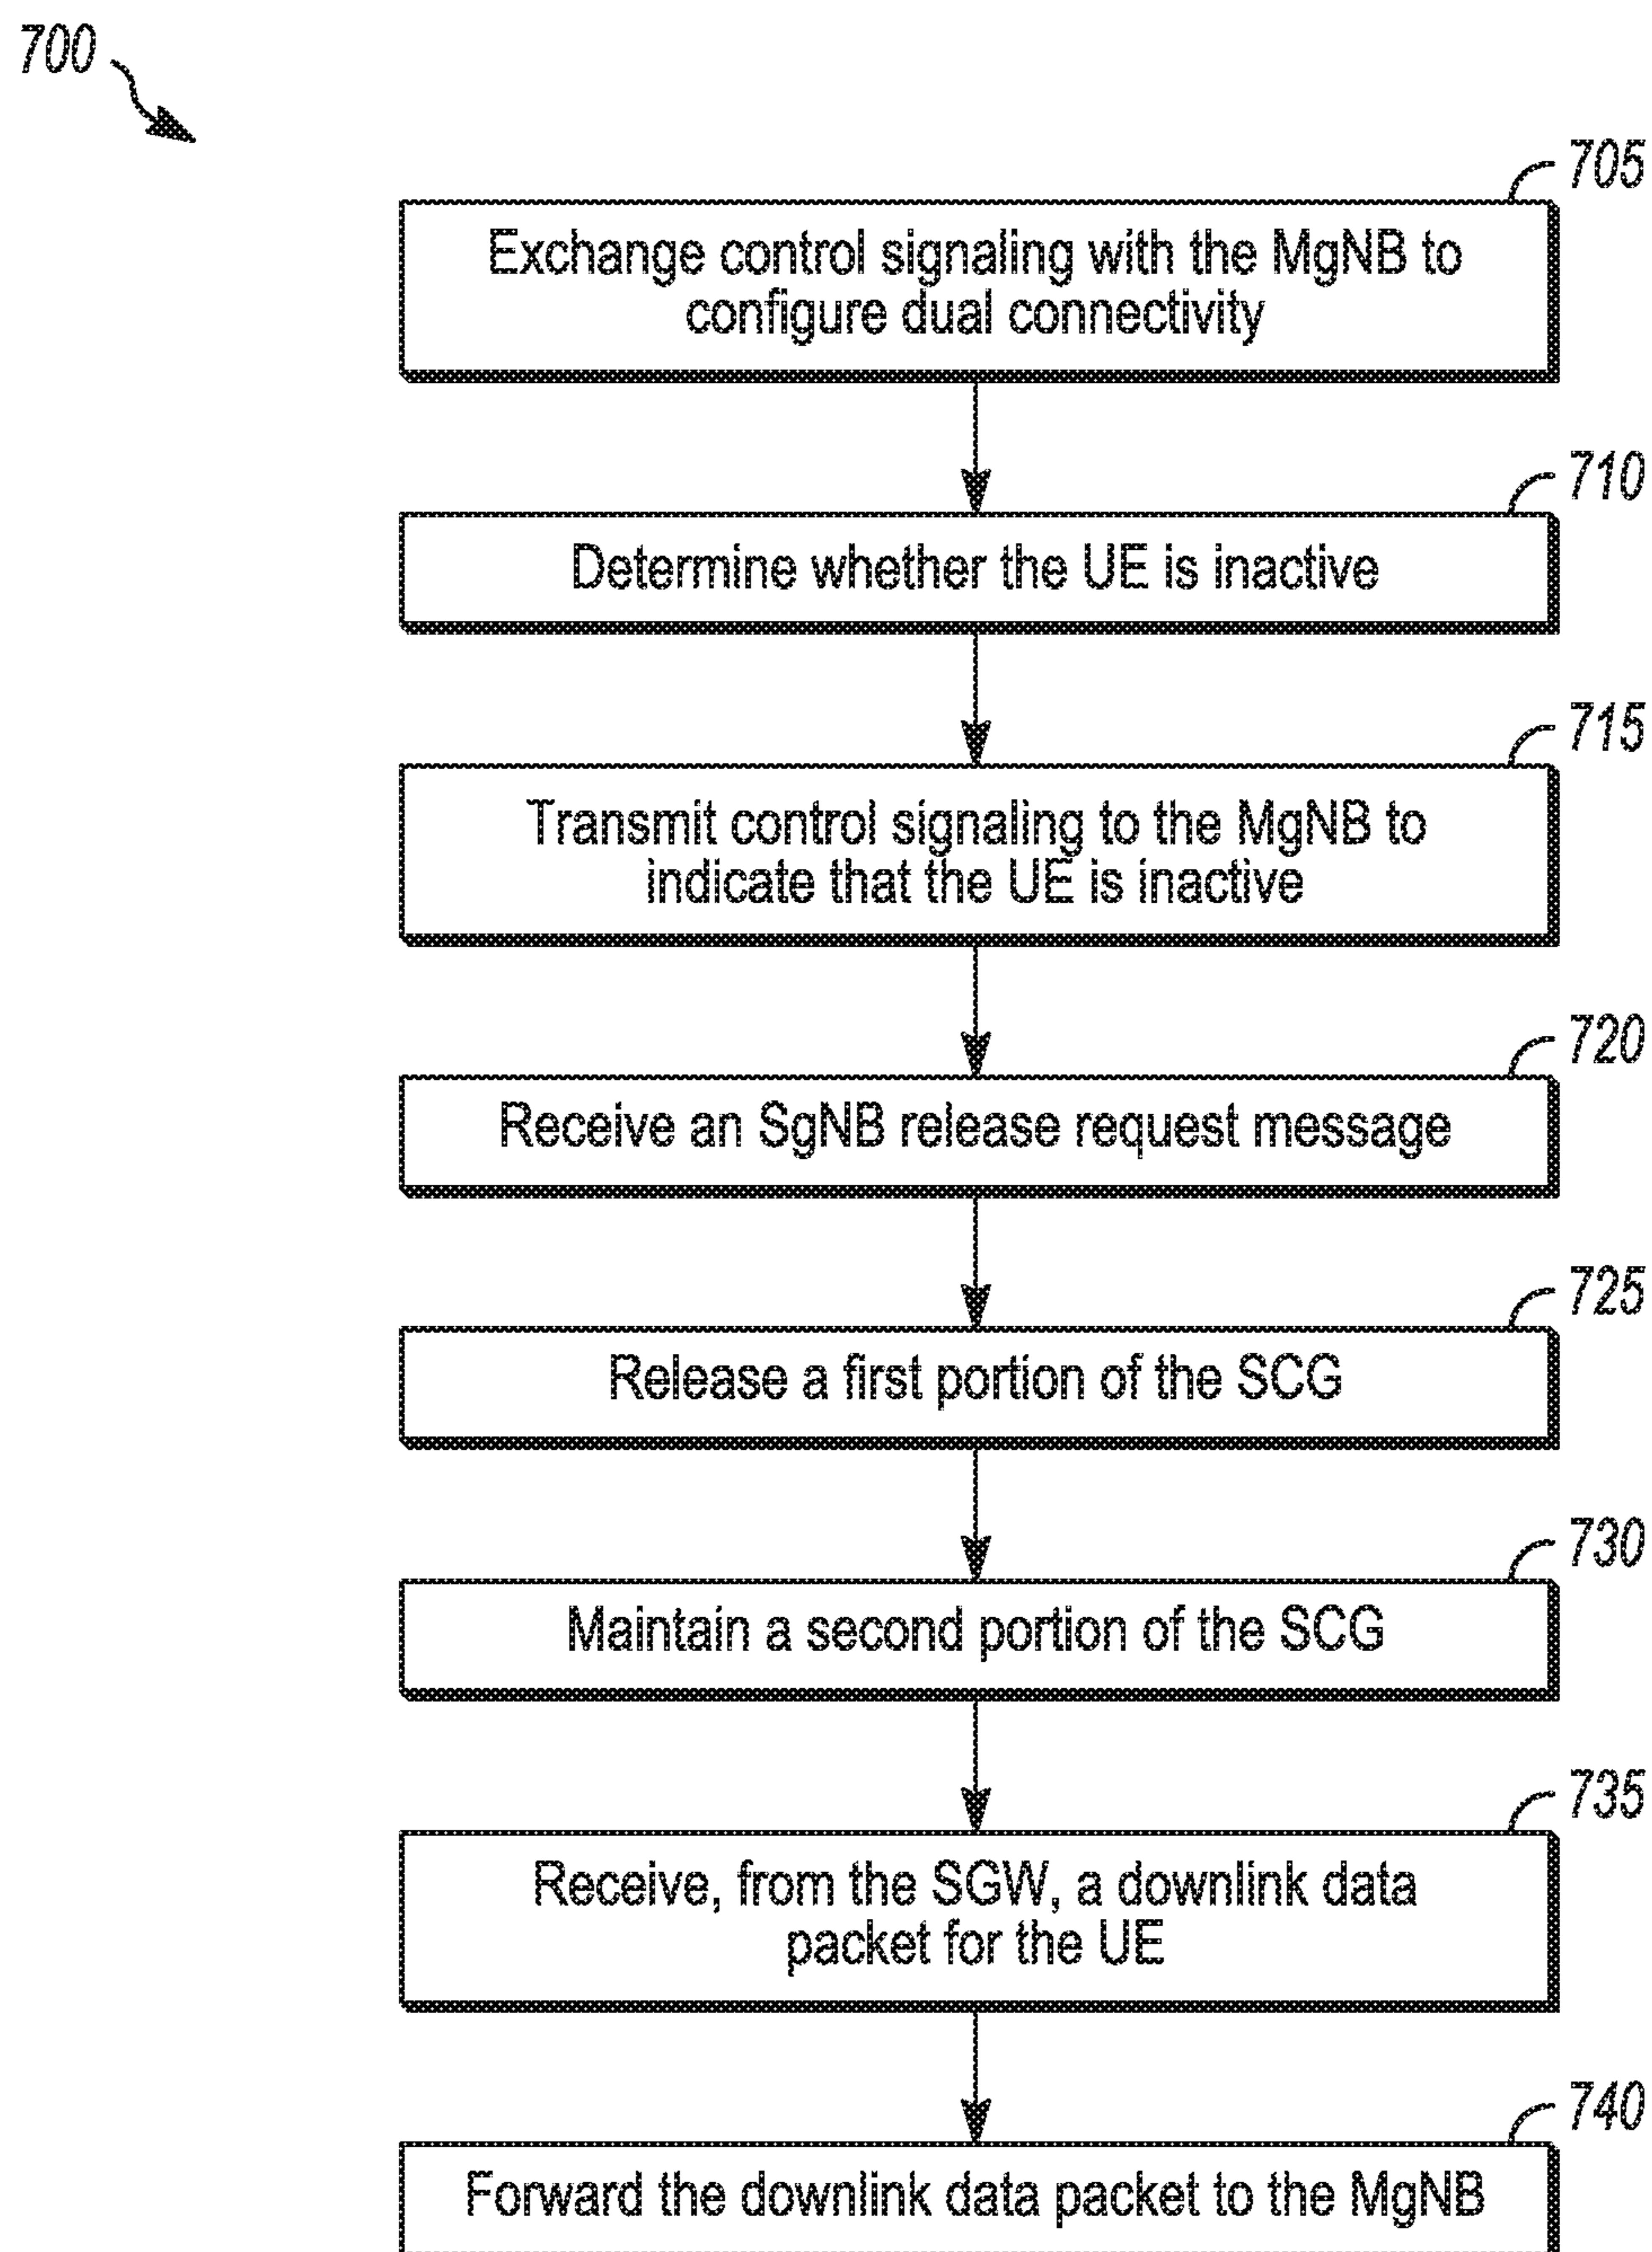 700
705
Exchange control signaling with the MgNB to
configure dual connectivity
710
Determine whether the UE is inactive
715
Transmit control signaling to the MgNB to
indicate that the UE is inactive
720
Receive an SgNB release request message
725
Release a first portion of the SCG
730
Maintain a second portion of the SCG
735
Receive, from the SGW, a downlink data
packet for the UE
740
Forward the downlink data packet to the MgNB